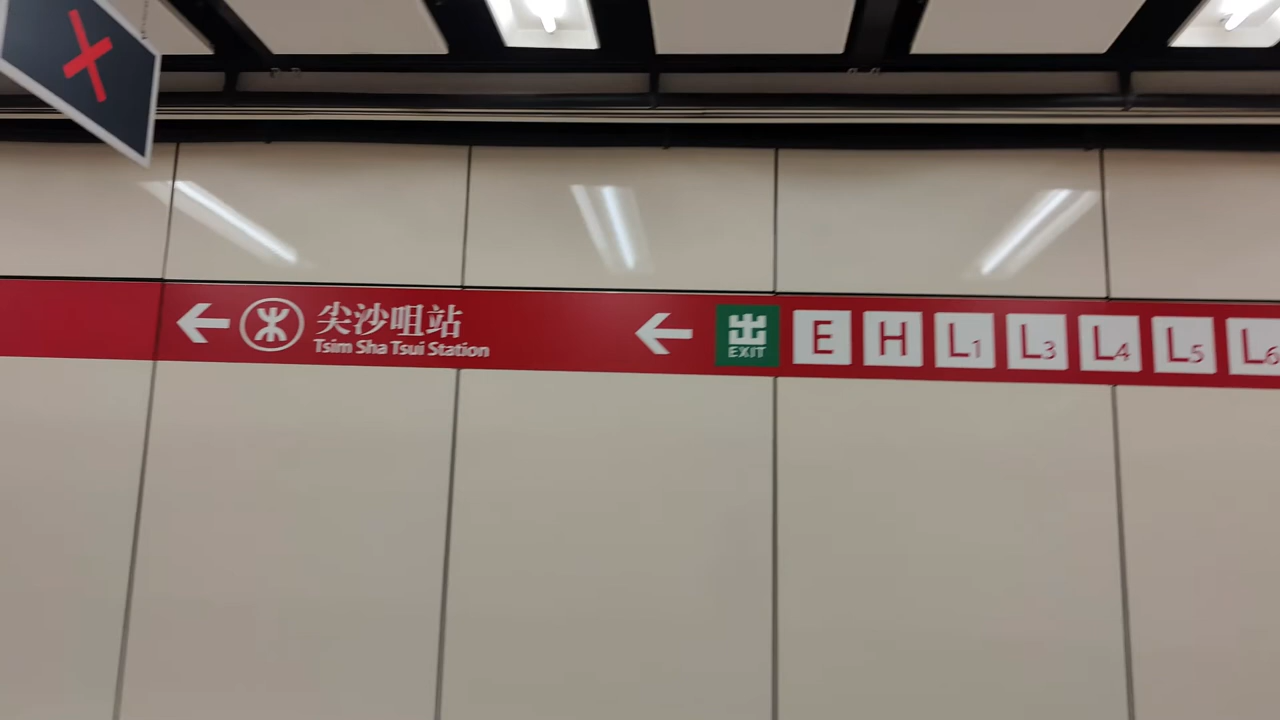 尖沙咀站
Tsim Sha Tsui Station
出
EXIT
E H L1 L3 L4 L5 L6